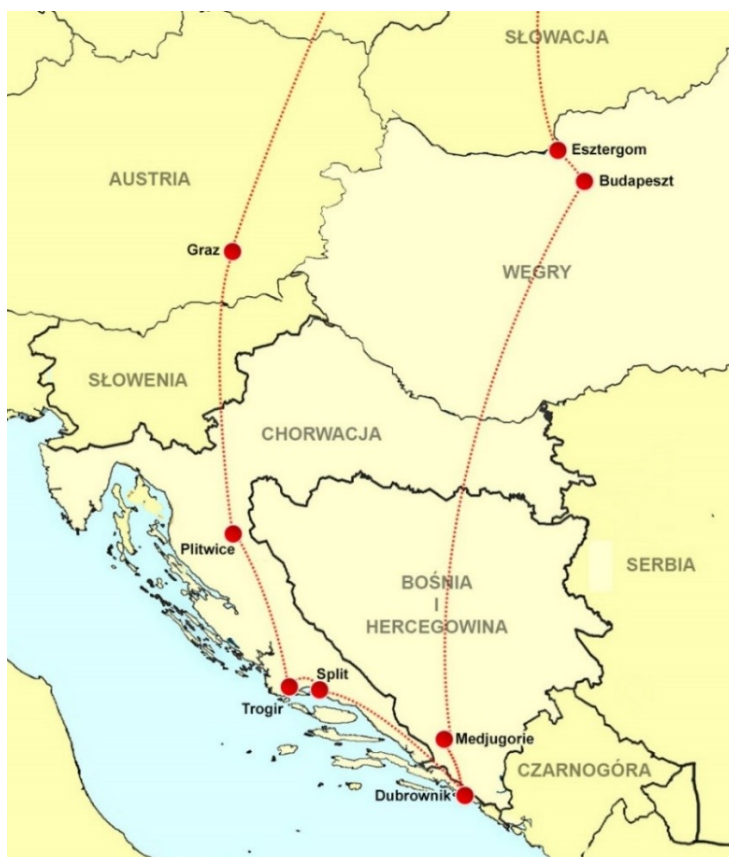 SŁOWACJA
Esztergom
AUSTRIA
Budapeszt
Graz
WĘGRY
SŁOWENIA
CHORWACJA
Plitwice
SERBIA
BOŚNIA
I
HERCEGOWINA
Split
Trogir
Medjugorie
CZARNOGÓRA
Dubrownik